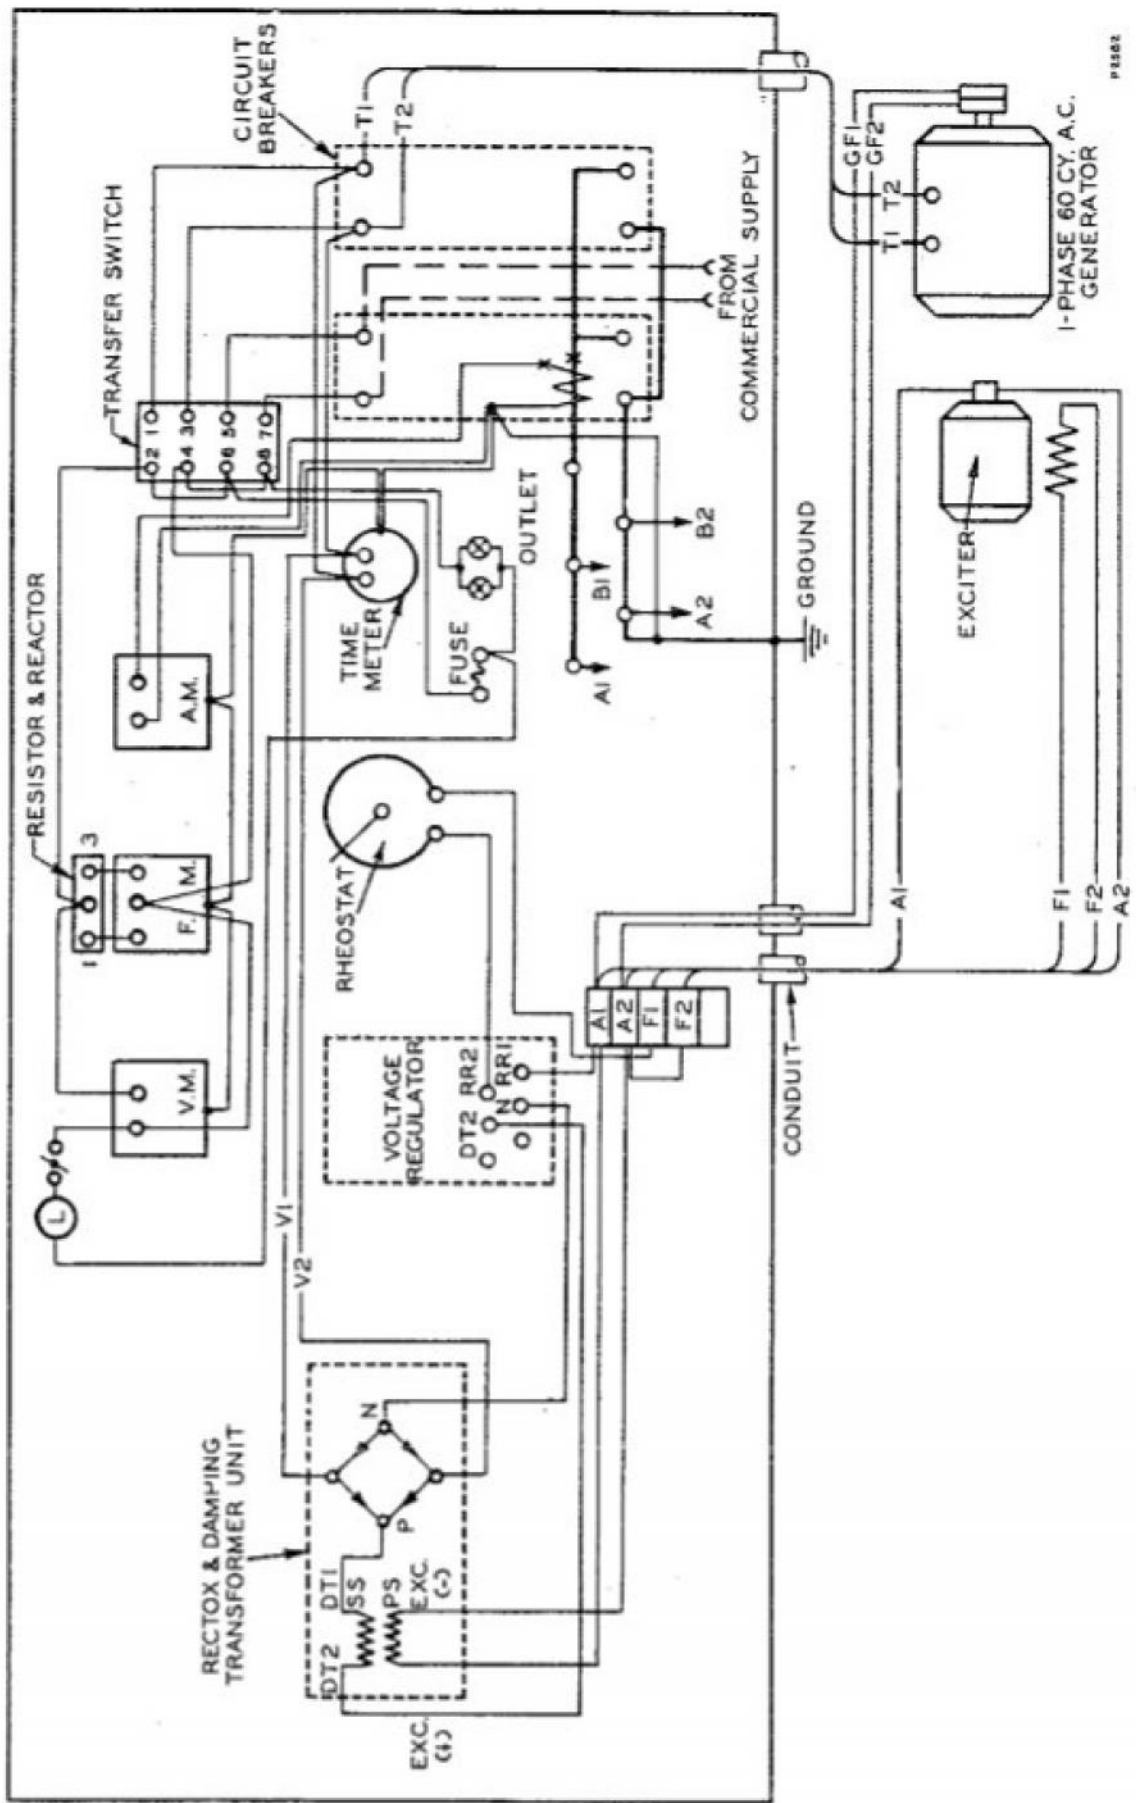 RESISTOR & REACTOR
1
3
L
V.M.
F. M.
A.M.
TRANSFER SWITCH
2 1
4 3
6 5
8 7
CIRCUIT
BREAKERS
T1
T2
V1
V2
TIME
METER
FUSE
OUTLET
RHEOSTAT
RECTOX & DAMPING
TRANSFORMER UNIT
N
P
DT1
SS
DT2
PS
EXC.
(-)
EXC.
(+)
VOLTAGE
REGULATOR
DT2
RR2
N
RR1
A1
A2
F1
F2
A1
B1
A2
B2
FROM
COMMERCIAL SUPPLY
GROUND
CONDUIT
A1
F1
F2
A2
EXCITER
GF1
GF2
T1
T2
1-PHASE 60 CY. A.C.
GENERATOR
P2582